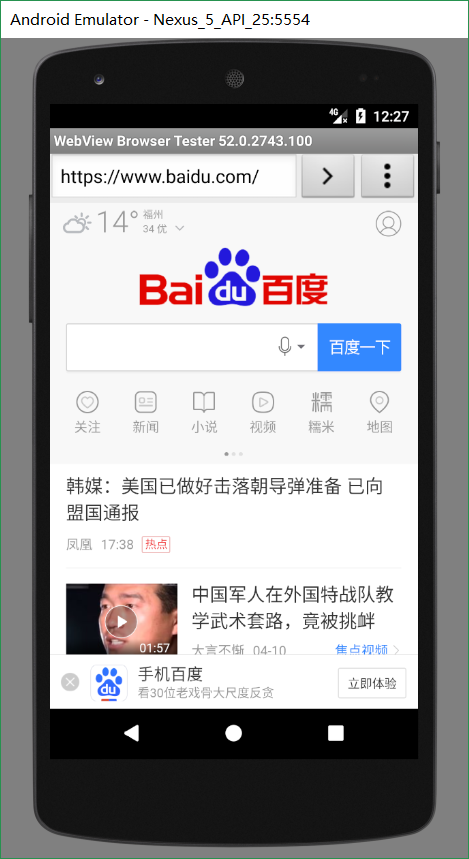 Android Emulator - Nexus_5_API_25:5554
4G 12:27
WebView Browser Tester 52.0.2743.100
https://www.baidu.com/
14° 福州
34 优
Bai du 百度
百度一下
关注 新闻 小说 视频 糯 糯米 地图
韩媒：美国已做好击落朝导弹准备 已向
盟国通报
凤凰 17:38 热点
中国军人在外国特战队教
学武术套路，竟被挑衅
01:57
大言不惭 04-10 焦点视频
du
手机百度
看30位老戏骨大尺度反贪
立即体验